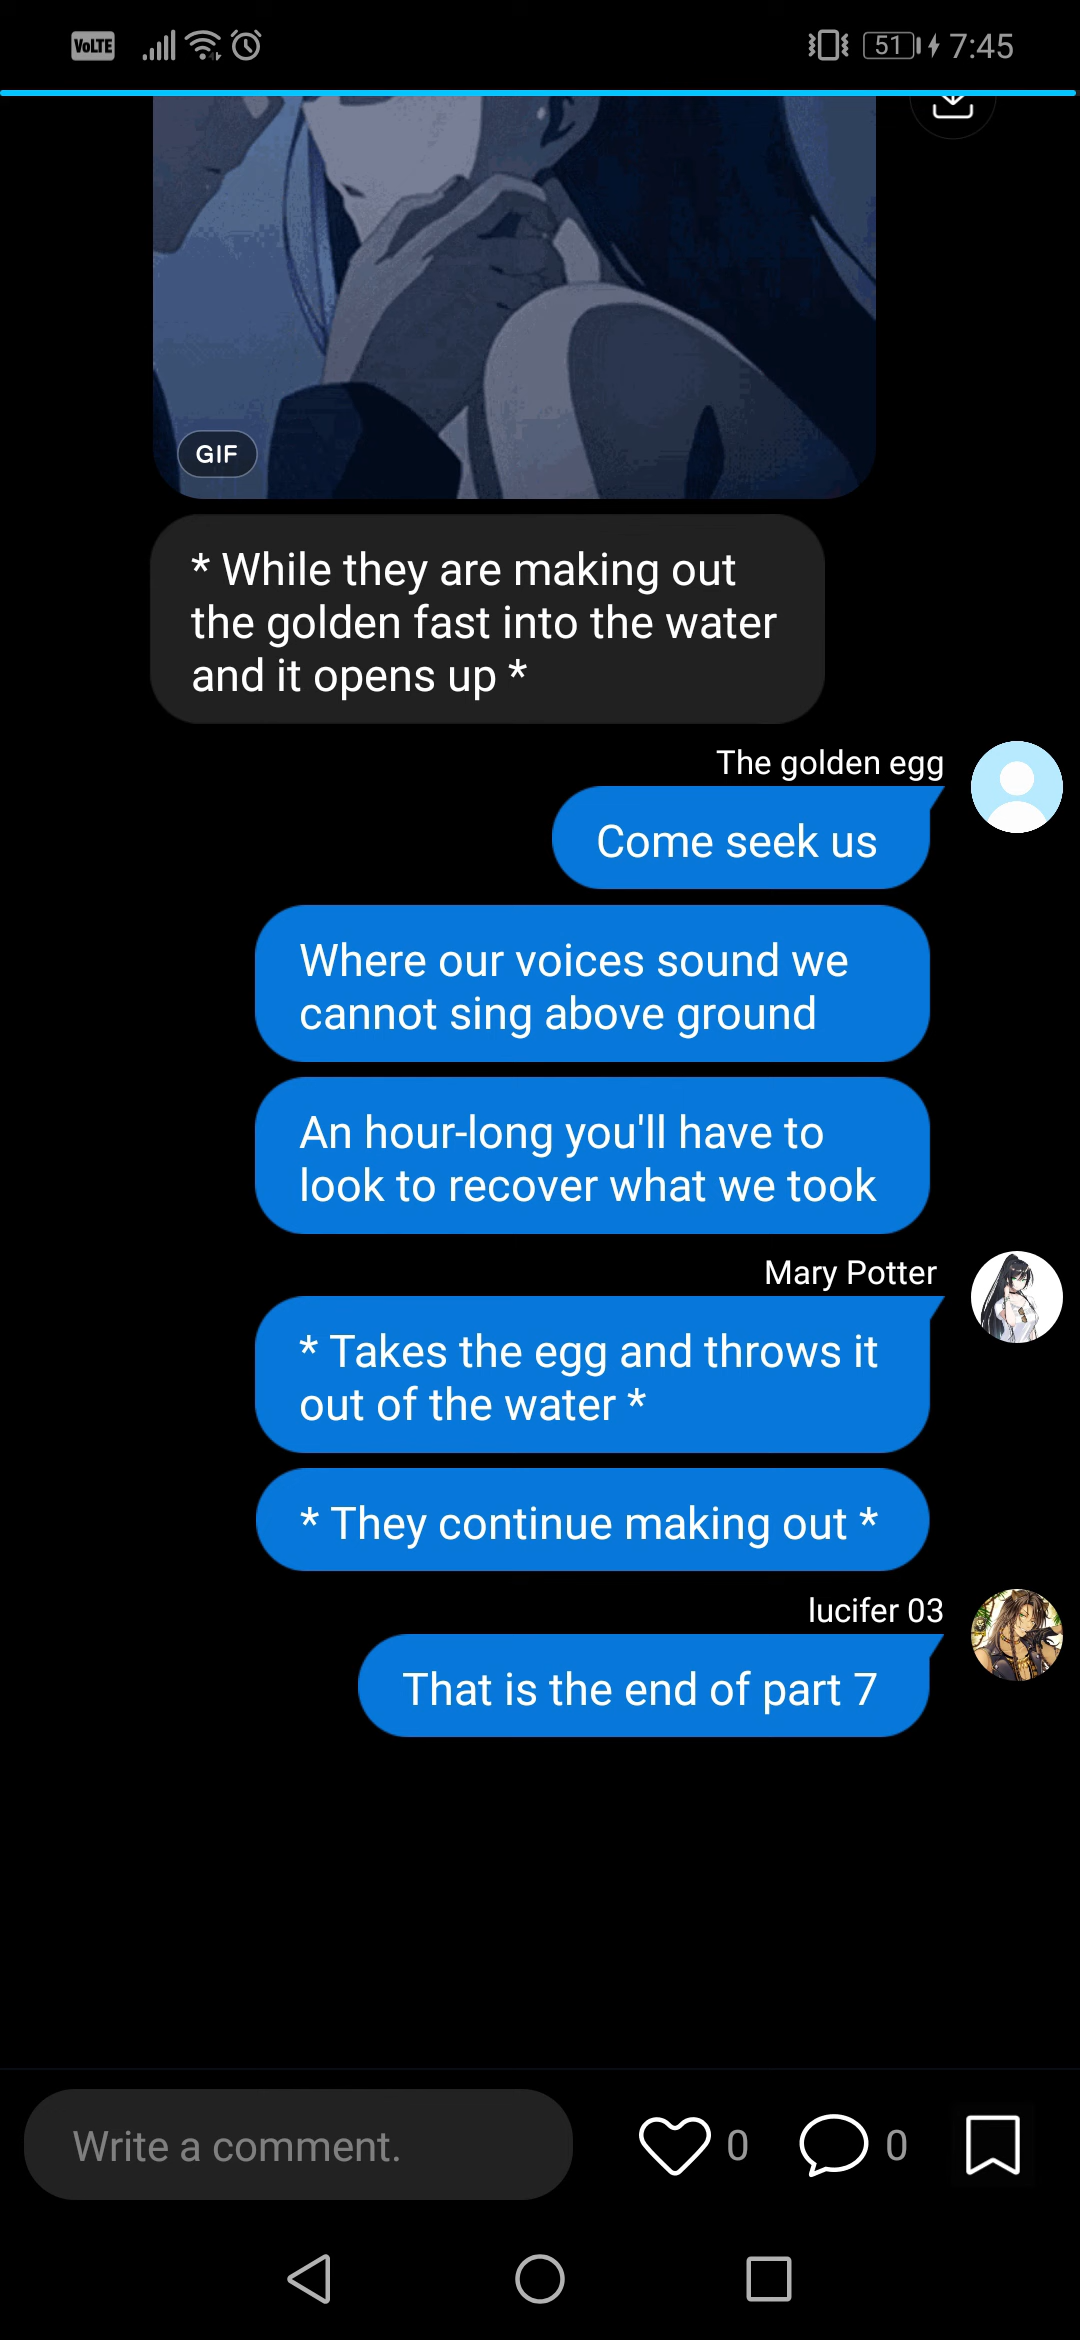 VoLTE 51 7:45
GIF
* While they are making out
the golden fast into the water
and it opens up *
The golden egg
Come seek us
Where our voices sound we
cannot sing above ground
An hour-long you'll have to
look to recover what we took
Mary Potter
* Takes the egg and throws it
out of the water *
* They continue making out *
lucifer 03
That is the end of part 7
Write a comment. 0 0